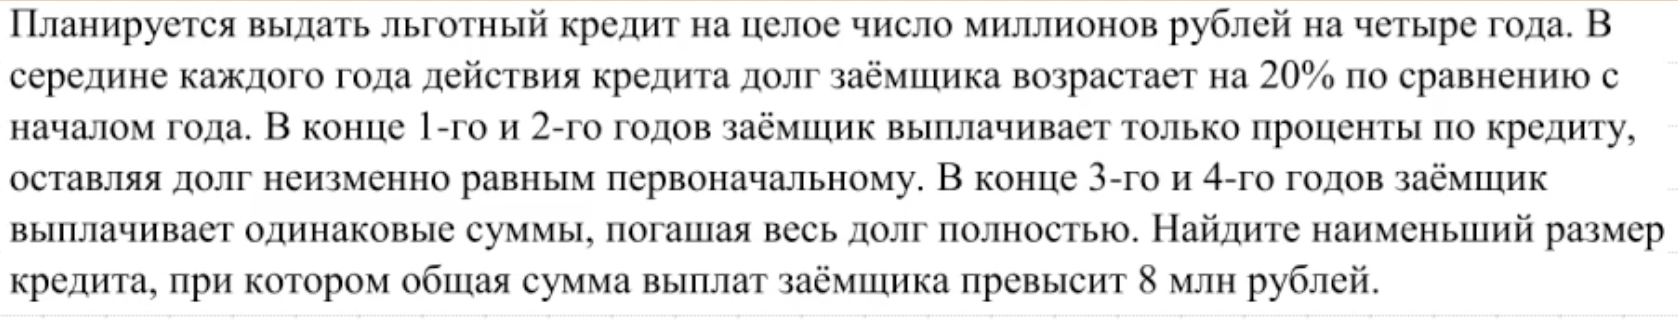 Планируется выдать льготный кредит на целое число миллионов рублей на четыре года. В
середине каждого года действия кредита долг заёмщика возрастает на 20% по сравнению с
началом года. В конце 1-го и 2-го годов заёмщик выплачивает только проценты по кредиту,
оставляя долг неизменно равным первоначальному. В конце 3-го и 4-го годов заёмщик
выплачивает одинаковые суммы, погашая весь долг полностью. Найдите наименьший размер
кредита, при котором общая сумма выплат заёмщика превысит 8 млн рублей.